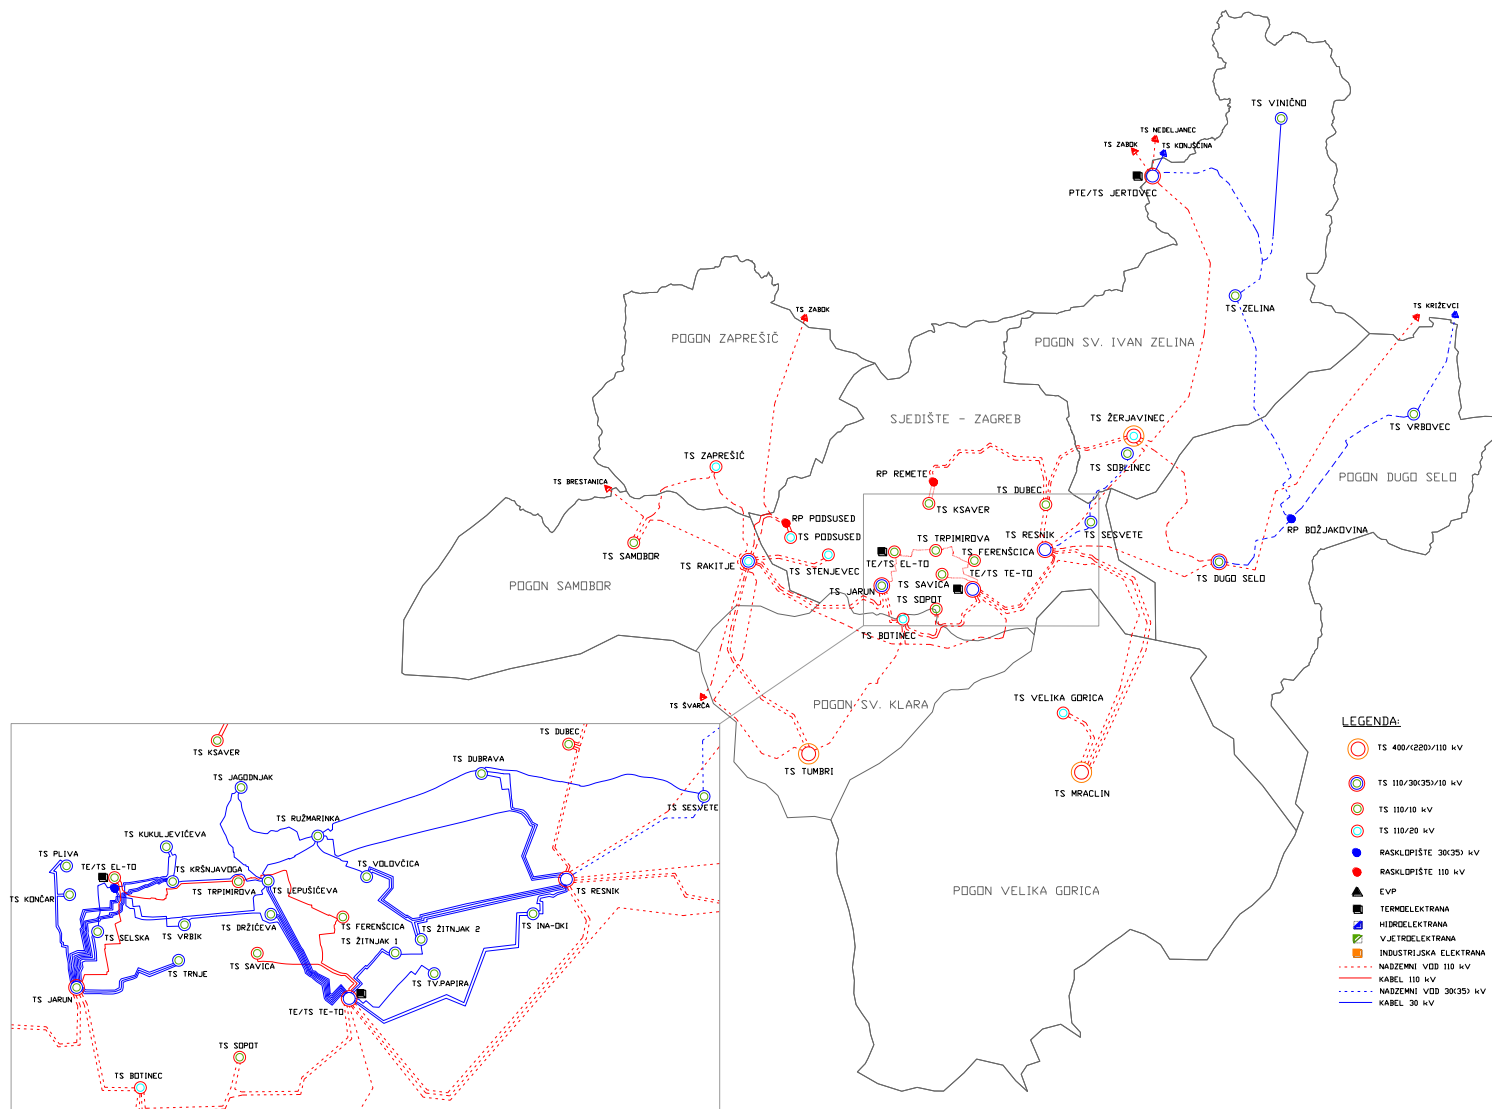 TS VINIČNO
TS NEDELJANEC
TS ZABOK
TS KONJŠČINA
PTE/TS JERTOVEC
TS ZELINA
TS KRIŽEVCI
TS ZABOK
POGON ZAPREŠIČ
POGON SV. IVAN ZELINA
SJEDIŠTE - ZAGREB
TS ŽERJAVINEC
TS VRBOVEC
TS ZAPREŠIČ
TS SOBLINEC
RP REMETE
TS BRESTANICA
POGON DUGO SELO
TS DUBEC
TS KSAVER
RP PODSUSED
TS PODSUSED
TS RESNIK
TS SESVETE
RP BOŽJAKOVINA
TS TRPIMIROVA
TS FERENŠCICA
TS SAMOBOR
TS RAKITJE
TS STENJEVEC
TE/TS EL-TO
TE/TS TE-TO
TS SAVICA
TS DUGO SELO
POGON SAMOBOR
TS JARUN
TS SOPOT
TS BOTINEC
TS ŠVARČA
POGON SV. KLARA
TS VELIKA GORICA
TS TUMBRI
TS MRACLIN
POGON VELIKA GORICA
TS KSAVER
TS DUBEC
TS JAGODNJAK
TS DUBRAVA
TS SESVETE
TS RUŽMARINKA
TS KUKULJEVIČEVA
TS PLIVA
TE/TS EL-TO
TS KRŠNJAVOGA
TS VOLOVČICA
TS TRPIMIROVA
TS LEPUŠIČEVA
TS RESNIK
TS KONČAR
TS SELSKA
TS VRBIK
TS DRŽIČEVA
TS FERENŠCICA
TS ŽITNJAK 2
TS INA-OKI
TS ŽITNJAK 1
TS SAVICA
TS TRNJE
TS TV.PAPIRA
TS JARUN
TE/TS TE-TO
TS SOPOT
TS BOTINEC
LEGENDA:
TS 400/(220)/110 kV
TS 110/30(35)/10 kV
TS 110/10 kV
TS 110/20 kV
RASKLOPIŠTE 30(35) kV
RASKLOPIŠTE 110 kV
EVP
TERMOELEKTRANA
HIDROELEKTRANA
VJETROELEKTRANA
INDUSTRIJSKA ELEKTRANA
NADZEMNI VOD 110 kV
KABEL 110 kV
NADZEMNI VOD 30(35) kV
KABEL 30 kV